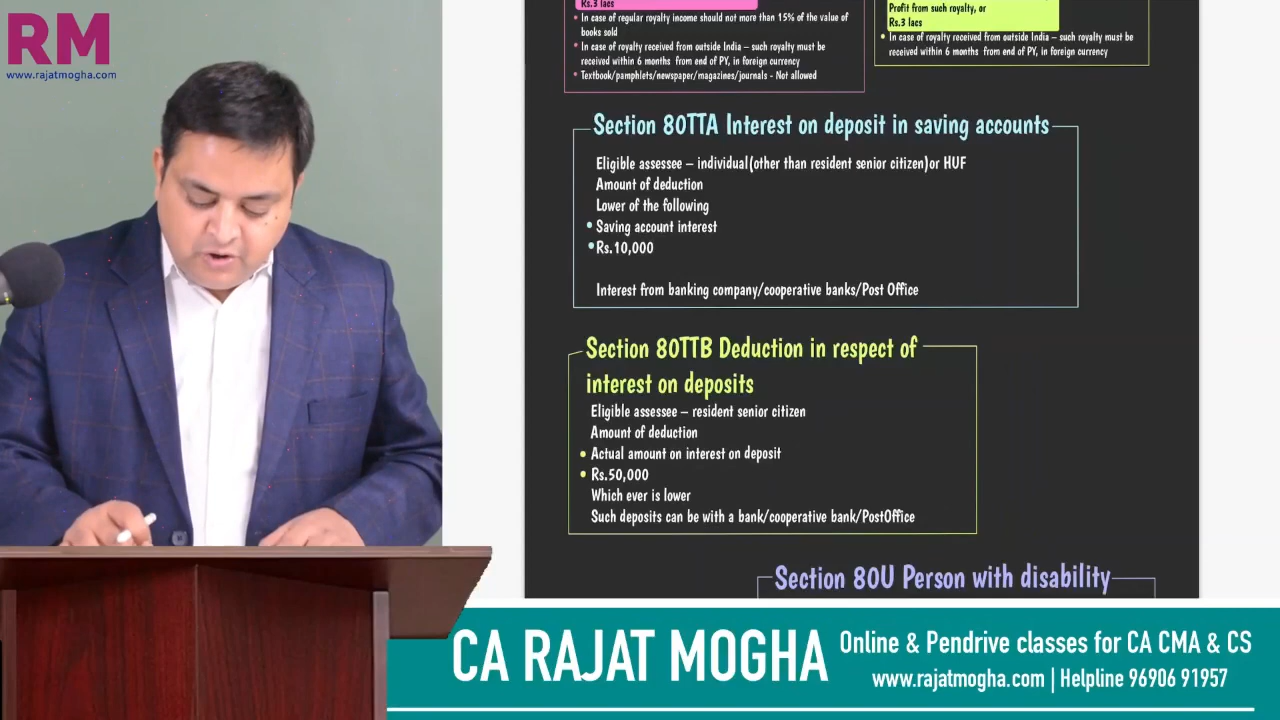 RM
www.rajatmogha.com
Rs.3 lacs
In case of regular royalty income should not more than 15% of the value of
books sold
In case of royalty received from outside India – such royalty must be
received within 6 months from end of PY, in foreign currency
Textbook/pamphlets/newspaper/magazines/journals - Not allowed
Profit from such royalty, or
Rs.3 lacs
In case of royalty received from outside India – such royalty must be
received within 6 months from end of PY, in foreign currency
Section 80TTA Interest on deposit in saving accounts
Eligible assessee – individual(other than resident senior citizen)or HUF
Amount of deduction
Lower of the following
Saving account interest
Rs.10,000
Interest from banking company/cooperative banks/Post Office
Section 80TTB Deduction in respect of
interest on deposits
Eligible assessee – resident senior citizen
Amount of deduction
Actual amount on interest on deposit
Rs.50,000
Which ever is lower
Such deposits can be with a bank/cooperative bank/PostOffice
Section 80U Person with disability
CA RAJAT MOGHA
Online & Pendrive classes for CA CMA & CS
www.rajatmogha.com | Helpline 96906 91957